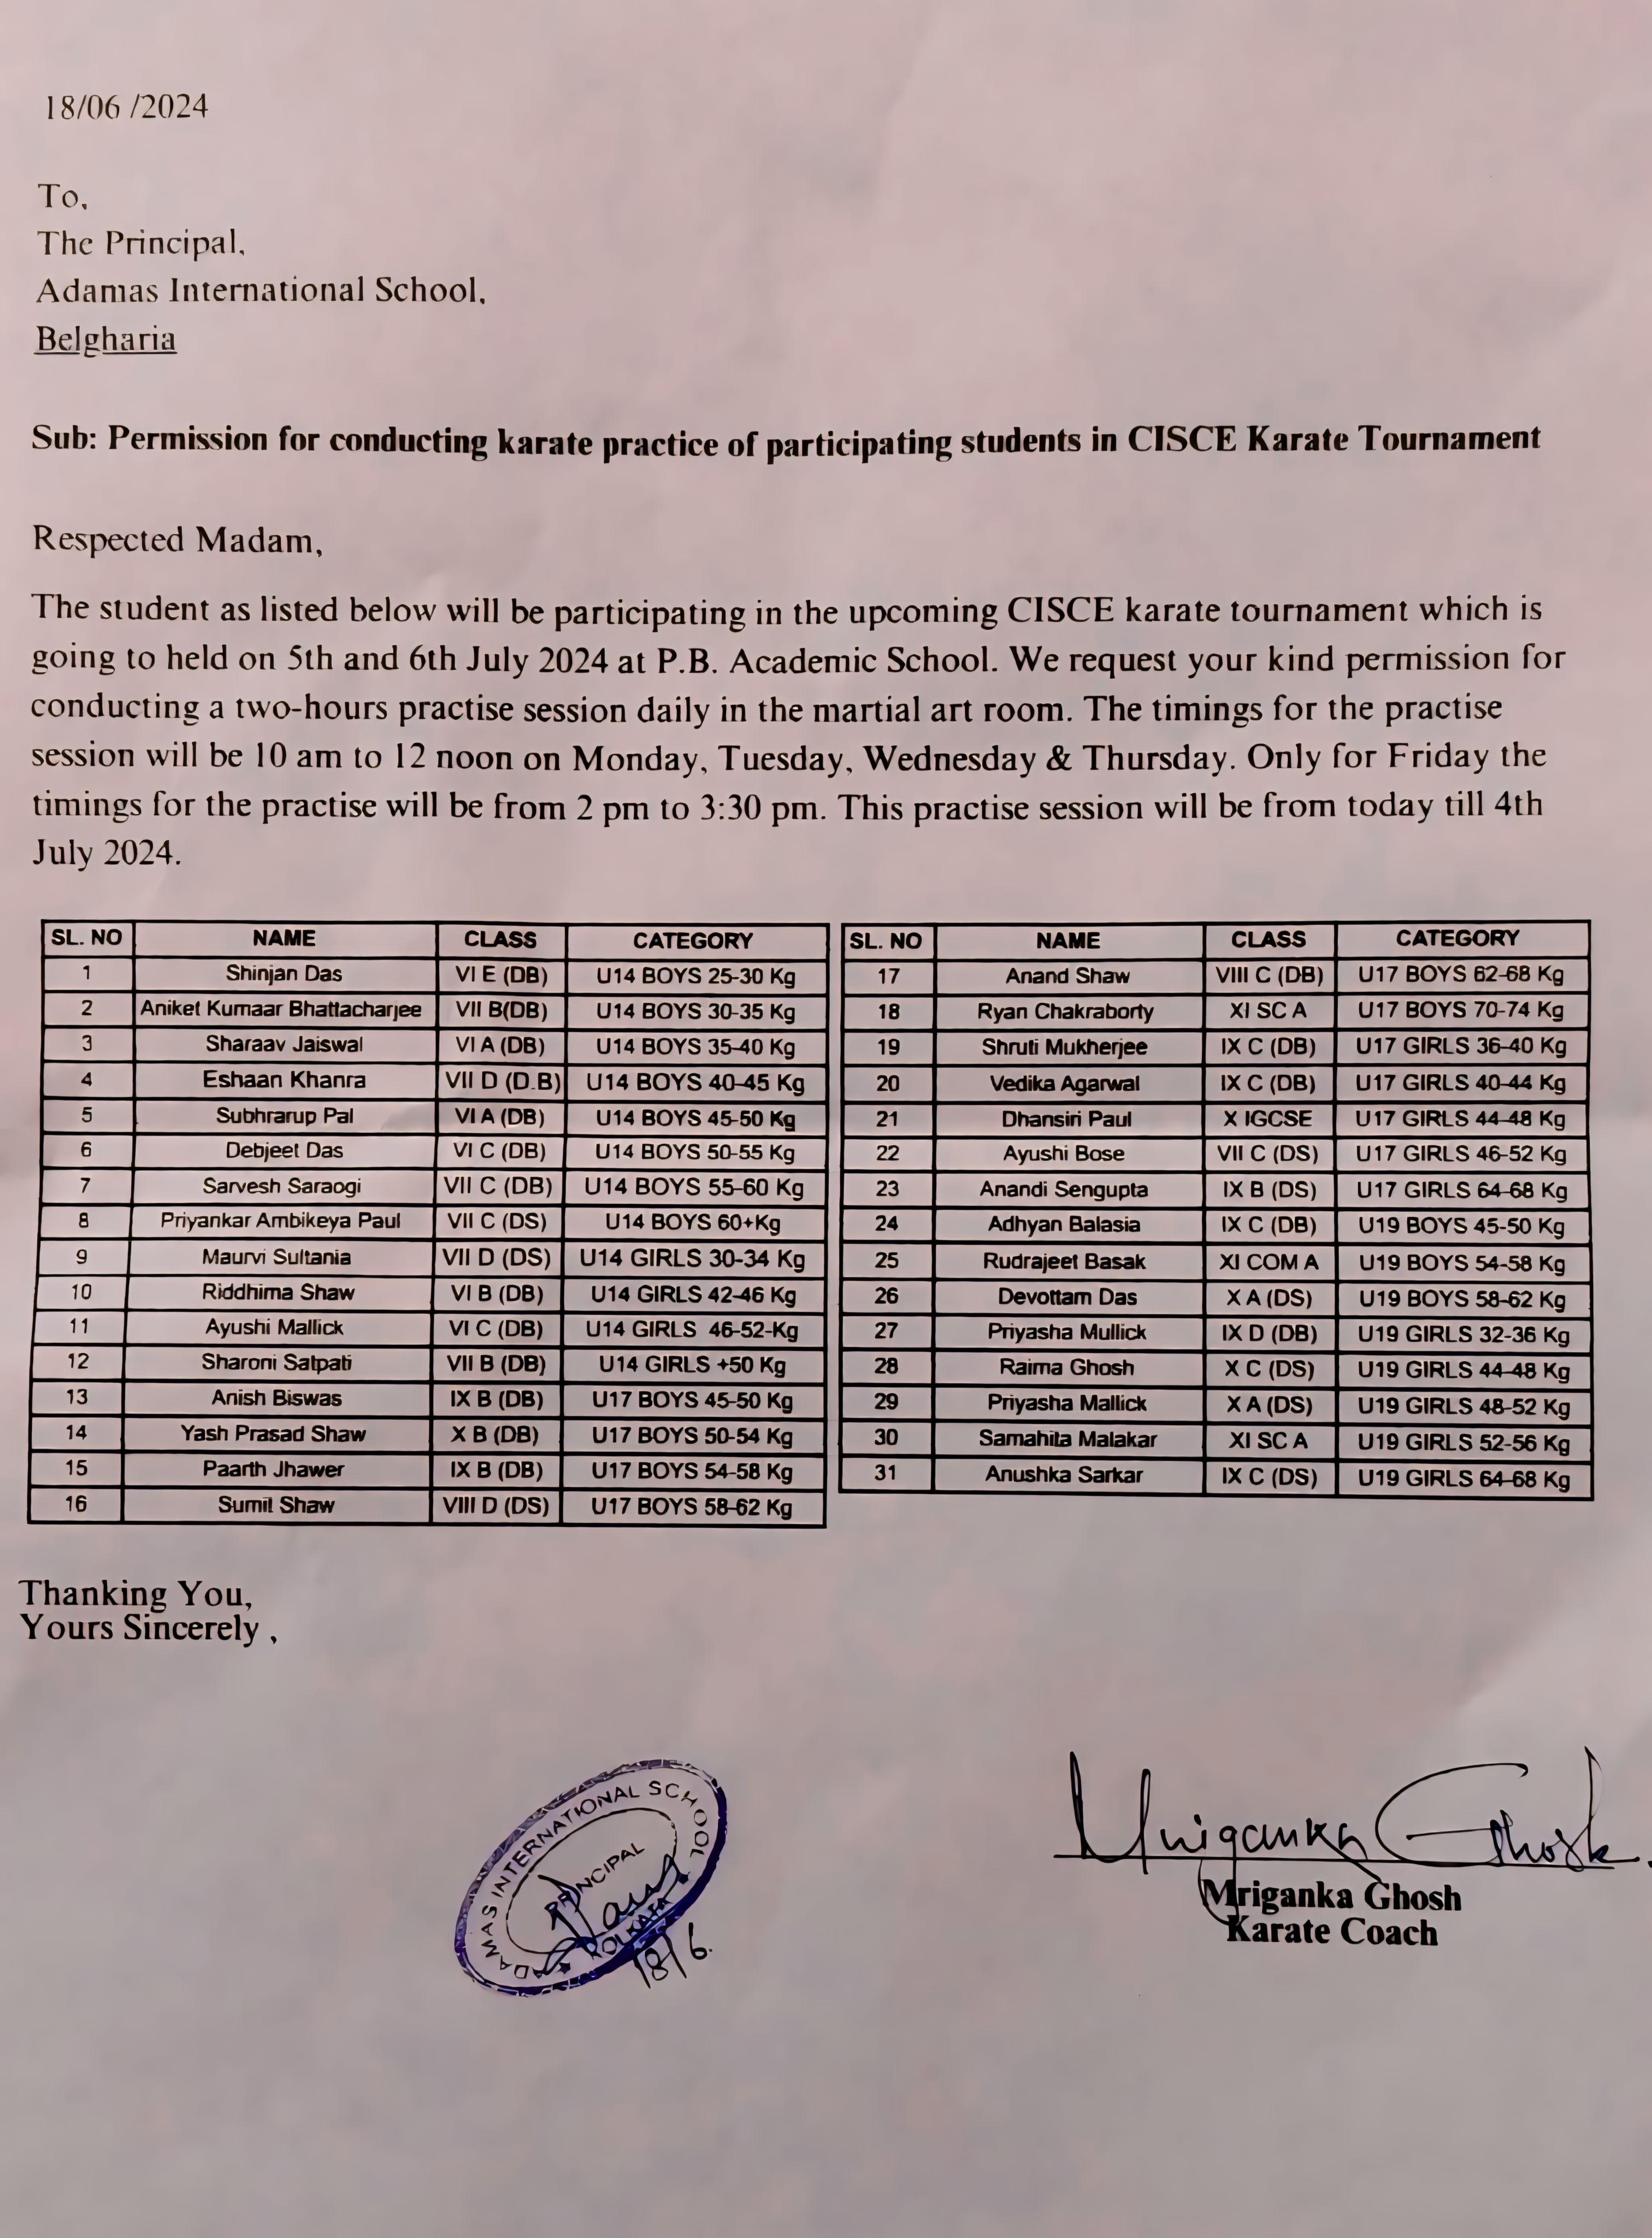 18/06 /2024
To,
The Principal,
Adamas International School,
Belgharia
Sub: Permission for conducting karate practice of participating students in CISCE Karate Tournament
Respected Madam,
The student as listed below will be participating in the upcoming CISCE karate tournament which is
going to held on 5th and 6th July 2024 at P.B. Academic School. We request your kind permission for
conducting a two-hours practise session daily in the martial art room. The timings for the practise
session will be 10 am to 12 noon on Monday, Tuesday, Wednesday & Thursday. Only for Friday the
timings for the practise will be from 2 pm to 3:30 pm. This practise session will be from today till 4th
July 2024.
SL. NO NAME CLASS CATEGORY
1 Shinjan Das VI E (DB) U14 BOYS 25-30 Kg
2 Aniket Kumaar Bhattacharjee VII B(DB) U14 BOYS 30-35 Kg
3 Sharaav Jaiswal VI A (DB) U14 BOYS 35-40 Kg
4 Eshaan Khanra VII D (D.B) U14 BOYS 40-45 Kg
5 Subhrarup Pal VI A (DB) U14 BOYS 45-50 Kg
6 Debjeet Das VI C (DB) U14 BOYS 50-55 Kg
7 Sarvesh Saraogi VII C (DB) U14 BOYS 55-60 Kg
8 Priyankar Ambikeya Paul VII C (DS) U14 BOYS 60+Kg
9 Maurvi Sultania VII D (DS) U14 GIRLS 30-34 Kg
10 Riddhima Shaw VI B (DB) U14 GIRLS 42-46 Kg
11 Ayushi Mallick VI C (DB) U14 GIRLS 46-52-Kg
12 Sharoni Satpati VII B (DB) U14 GIRLS +50 Kg
13 Anish Biswas IX B (DB) U17 BOYS 45-50 Kg
14 Yash Prasad Shaw X B (DB) U17 BOYS 50-54 Kg
15 Paarth Jhawer IX B (DB) U17 BOYS 54-58 Kg
16 Sumit Shaw VIII D (DS) U17 BOYS 58-62 Kg
SL. NO NAME CLASS CATEGORY
17 Anand Shaw VIII C (DB) U17 BOYS 62-68 Kg
18 Ryan Chakraborty XI SC A U17 BOYS 70-74 Kg
19 Shruti Mukherjee IX C (DB) U17 GIRLS 36-40 Kg
20 Vedika Agarwal IX C (DB) U17 GIRLS 40-44 Kg
21 Dhansiri Paul X IGCSE U17 GIRLS 44-48 Kg
22 Ayushi Bose VII C (DS) U17 GIRLS 46-52 Kg
23 Anandi Sengupta IX B (DS) U17 GIRLS 64-68 Kg
24 Adhyan Balasia IX C (DB) U19 BOYS 45-50 Kg
25 Rudrajeet Basak XI COM A U19 BOYS 54-58 Kg
26 Devottam Das X A (DS) U19 BOYS 58-62 Kg
27 Priyasha Mullick IX D (DB) U19 GIRLS 32-36 Kg
28 Raima Ghosh X C (DS) U19 GIRLS 44-48 Kg
29 Priyasha Mallick X A (DS) U19 GIRLS 48-52 Kg
30 Samahita Malakar XI SC A U19 GIRLS 52-56 Kg
31 Anushka Sarkar IX C (DS) U19 GIRLS 64-68 Kg
Thanking You,
Yours Sincerely ,
ADAMAS INTERNATIONAL SCHOOL
PRINCIPAL
KOLKATA
18/6.
Mriganka Ghosh
Mriganka Ghosh
Karate Coach